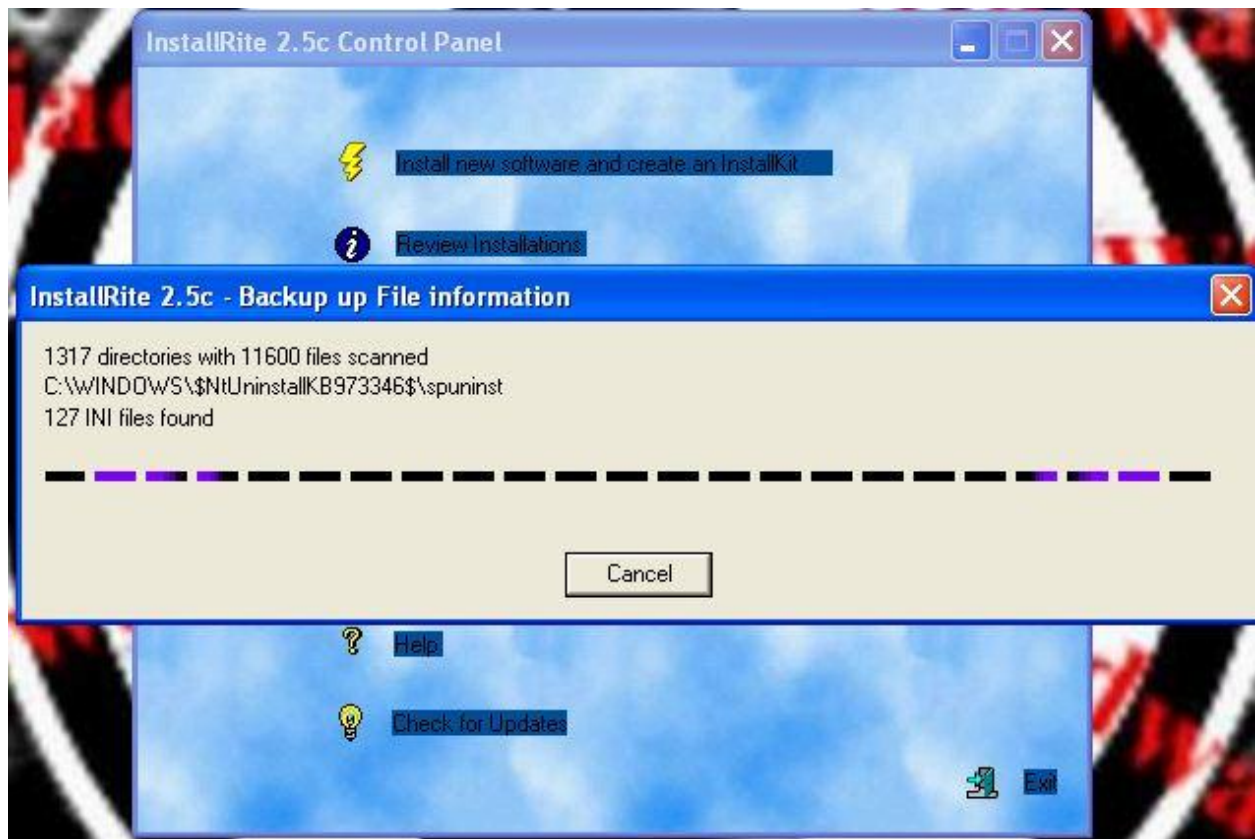 InstallRite 2.5c Control Panel
Install new software and create an InstallKit
Review Installations
InstallRite 2.5c - Backup up File information
1317 directories with 11600 files scanned
C:\WINDOWS\$NtUninstallKB973346$\spuninst
127 INI files found
Cancel
Help
Check for Updates
Exit